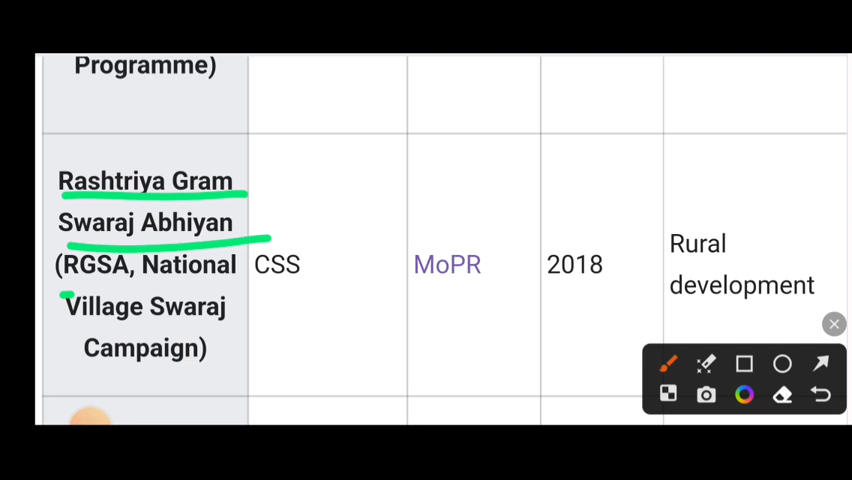 Programme)
Rashtriya Gram
Swaraj Abhiyan
(RGSA, National
Village Swaraj
Campaign)
CSS
MoPR
2018
Rural
development